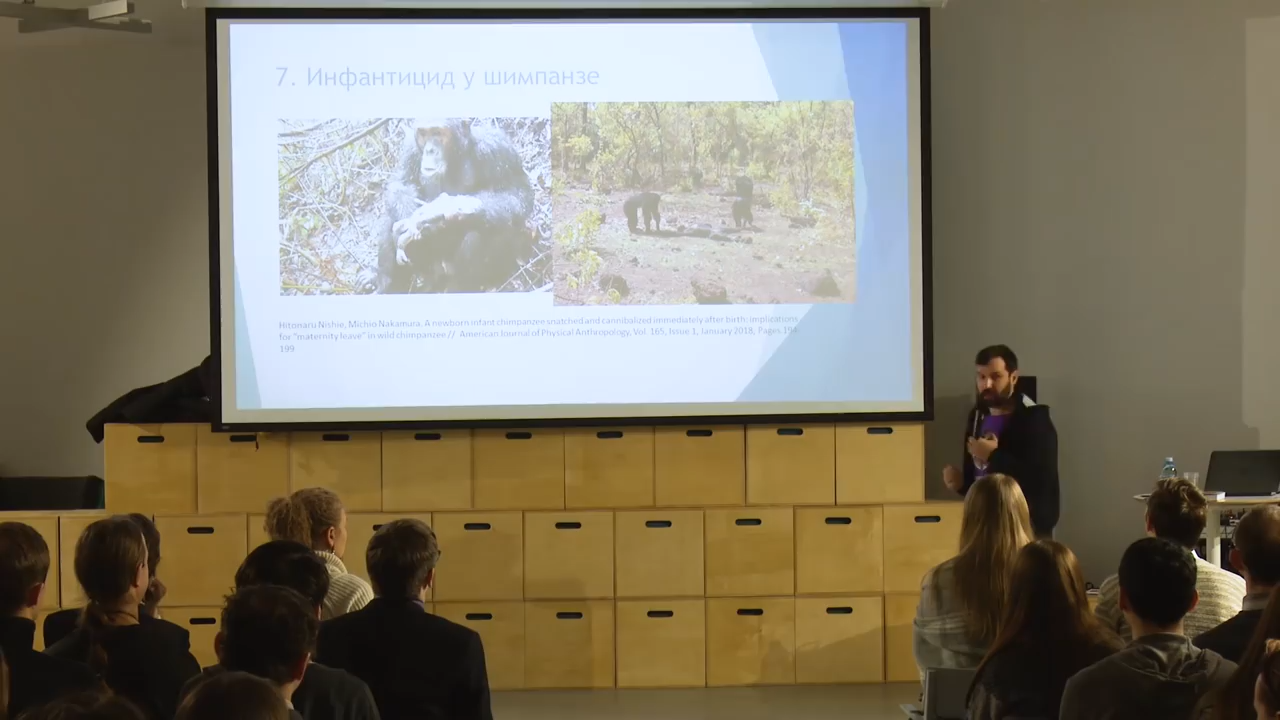 7. Инфантицид у шимпанзе
Hitonaru Nishie, Michio Nakamura. A newborn infant chimpanzee snatched and cannibalized immediately after birth: Implications
for "maternity leave" in wild chimpanzee // American Journal of Physical Anthropology, Vol. 165, Issue 1, January 2018, Pages 194-
199